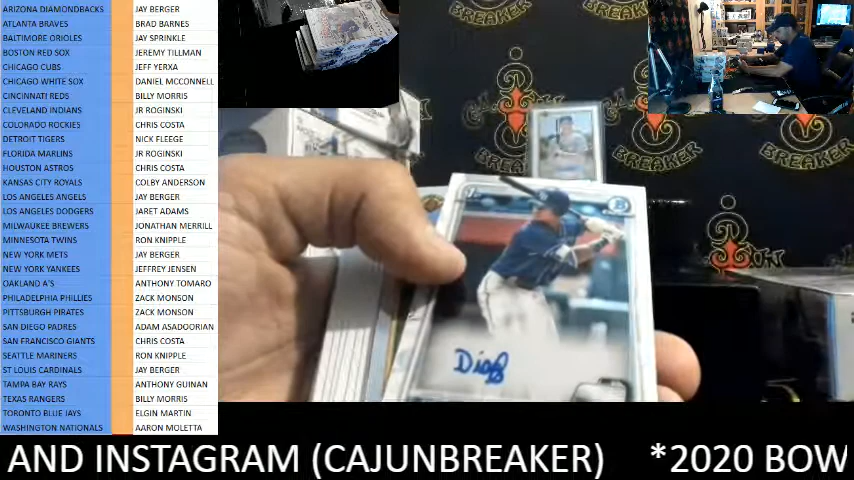 ARIZONA DIAMONDBACKS JAY BERGER
ATLANTA BRAVES BRAD BARNES
BALTIMORE ORIOLES JAY SPRINKLE
BOSTON RED SOX JEREMY TILLMAN
CHICAGO CUBS JEFF YERXA
CHICAGO WHITE SOX DANIEL MCCONNELL
CINCINNATI REDS BILLY MORRIS
CLEVELAND INDIANS JR ROGINSKI
COLORADO ROCKIES CHRIS COSTA
DETROIT TIGERS NICK FLEEGE
FLORIDA MARLINS JR ROGINSKI
HOUSTON ASTROS CHRIS COSTA
KANSAS CITY ROYALS COLBY ANDERSON
LOS ANGELES ANGELS JAY BERGER
LOS ANGELES DODGERS JARET ADAMS
MILWAUKEE BREWERS JONATHAN MERRILL
MINNESOTA TWINS RON KNIPPLE
NEW YORK METS JAY BERGER
NEW YORK YANKEES JEFFREY JENSEN
OAKLAND A'S ANTHONY TOMARO
PHILADELPHIA PHILLIES ZACK MONSON
PITTSBURGH PIRATES ZACK MONSON
SAN DIEGO PADRES ADAM ASADOORIAN
SAN FRANCISCO GIANTS CHRIS COSTA
SEATTLE MARINERS RON KNIPPLE
ST LOUIS CARDINALS JAY BERGER
TAMPA BAY RAYS ANTHONY GUINAN
TEXAS RANGERS BILLY MORRIS
TORONTO BLUE JAYS ELGIN MARTIN
WASHINGTON NATIONALS AARON MOLETTA
BREAKER
BREAKER
BREAKER
BREAKER
Diaz
AND INSTAGRAM (CAJUNBREAKER) *2020 BOW